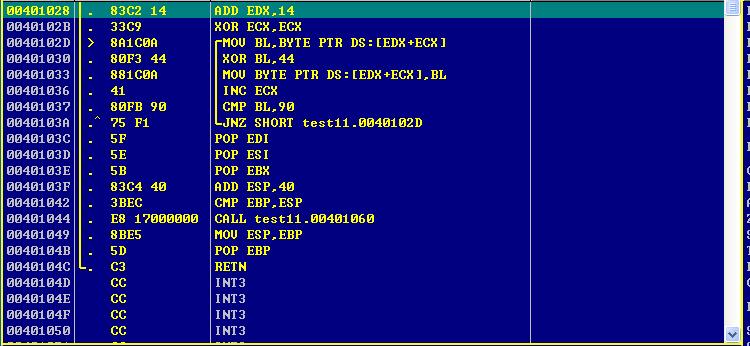 00401028 . 83C2 14 ADD EDX,14
0040102B . 33C9 XOR ECX,ECX
0040102D > 8A1C0A MOV BL,BYTE PTR DS:[EDX+ECX]
00401030 . 80F3 44 XOR BL,44
00401033 . 881C0A MOV BYTE PTR DS:[EDX+ECX],BL
00401036 . 41 INC ECX
00401037 . 80FB 90 CMP BL,90
0040103A .^ 75 F1 JNZ SHORT test11.0040102D
0040103C . 5F POP EDI
0040103D . 5E POP ESI
0040103E . 5B POP EBX
0040103F . 83C4 40 ADD ESP,40
00401042 . 3BEC CMP EBP,ESP
00401044 . E8 17000000 CALL test11.00401060
00401049 . 8BE5 MOV ESP,EBP
0040104B . 5D POP EBP
0040104C . C3 RETN
0040104D CC INT3
0040104E CC INT3
0040104F CC INT3
00401050 CC INT3